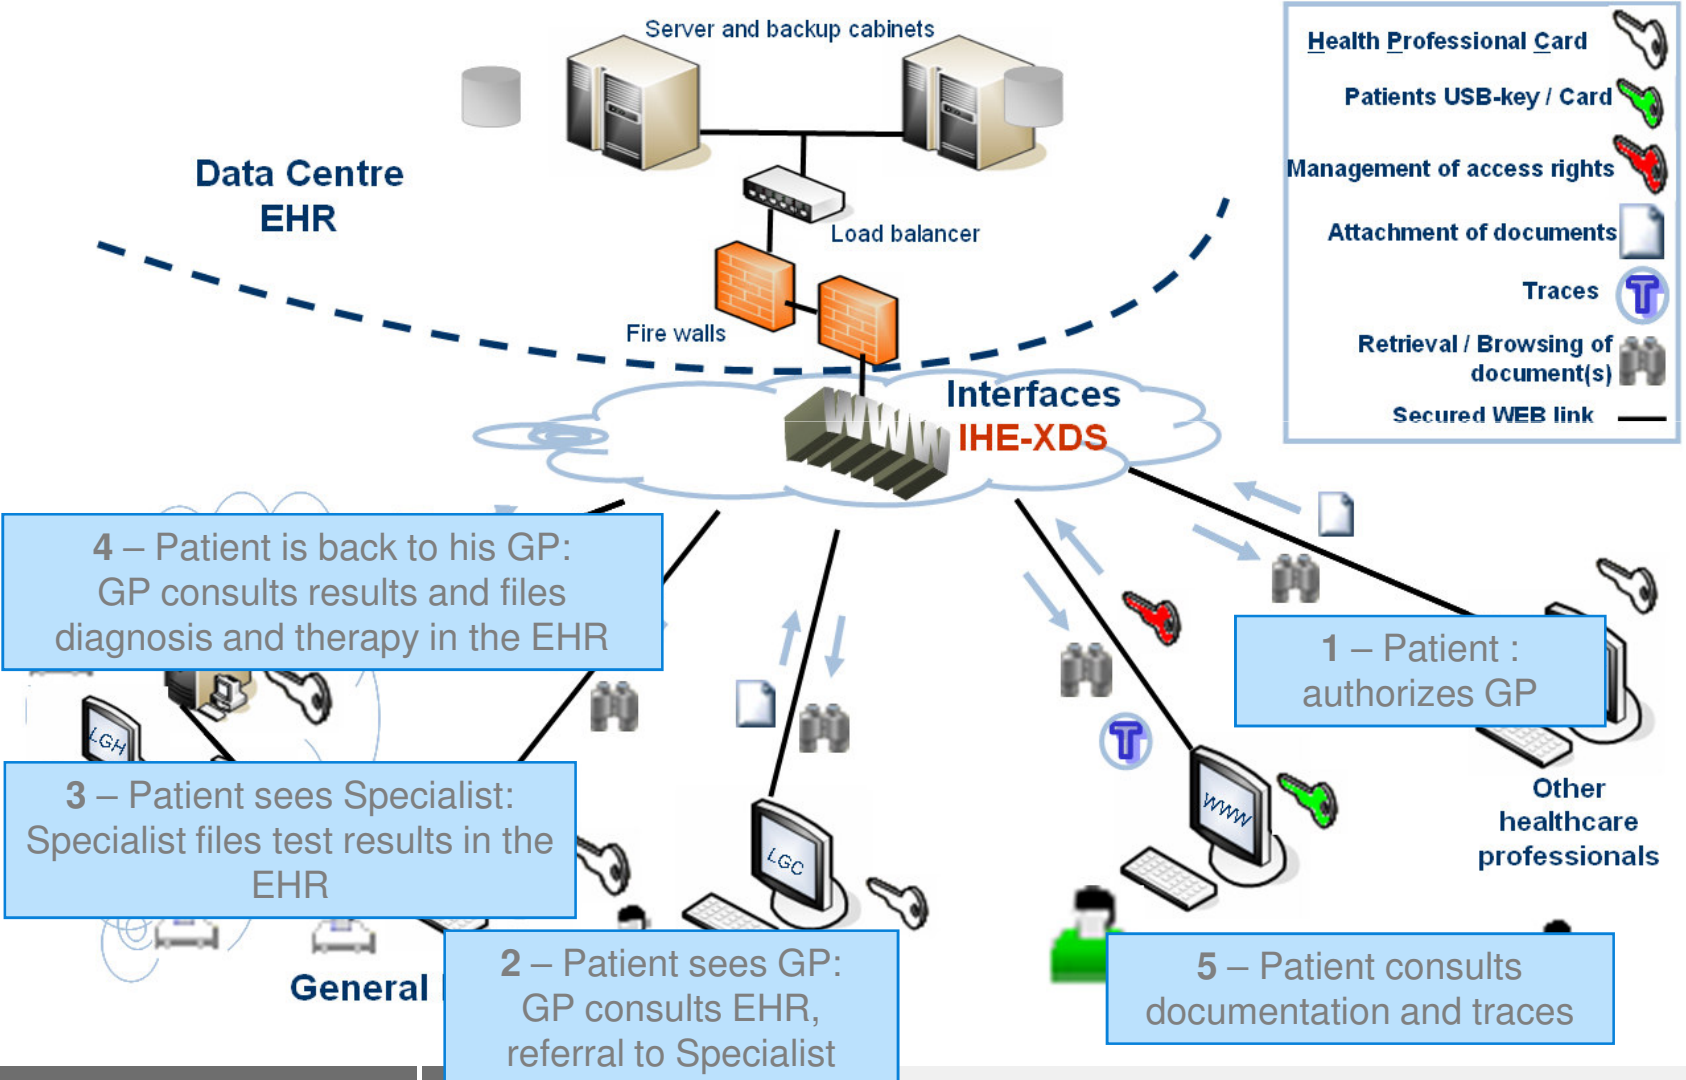 Server and backup cabinets
Data Centre
EHR
Load balancer
Fire walls
Interfaces
WWW
IHE-XDS
Health Professional Card
Patients USB-key / Card
Management of access rights
Attachment of documents
T
Traces
Retrieval / Browsing of
document(s)
Secured WEB link
4 – Patient is back to his GP:
GP consults results and files
diagnosis and therapy in the EHR
1 – Patient :
authorizes GP
LGH
T
WWW
3 – Patient sees Specialist:
Specialist files test results in the
EHR
LGC
Other
healthcare
professionals
General
2 – Patient sees GP:
GP consults EHR,
referral to Specialist
5 – Patient consults
documentation and traces